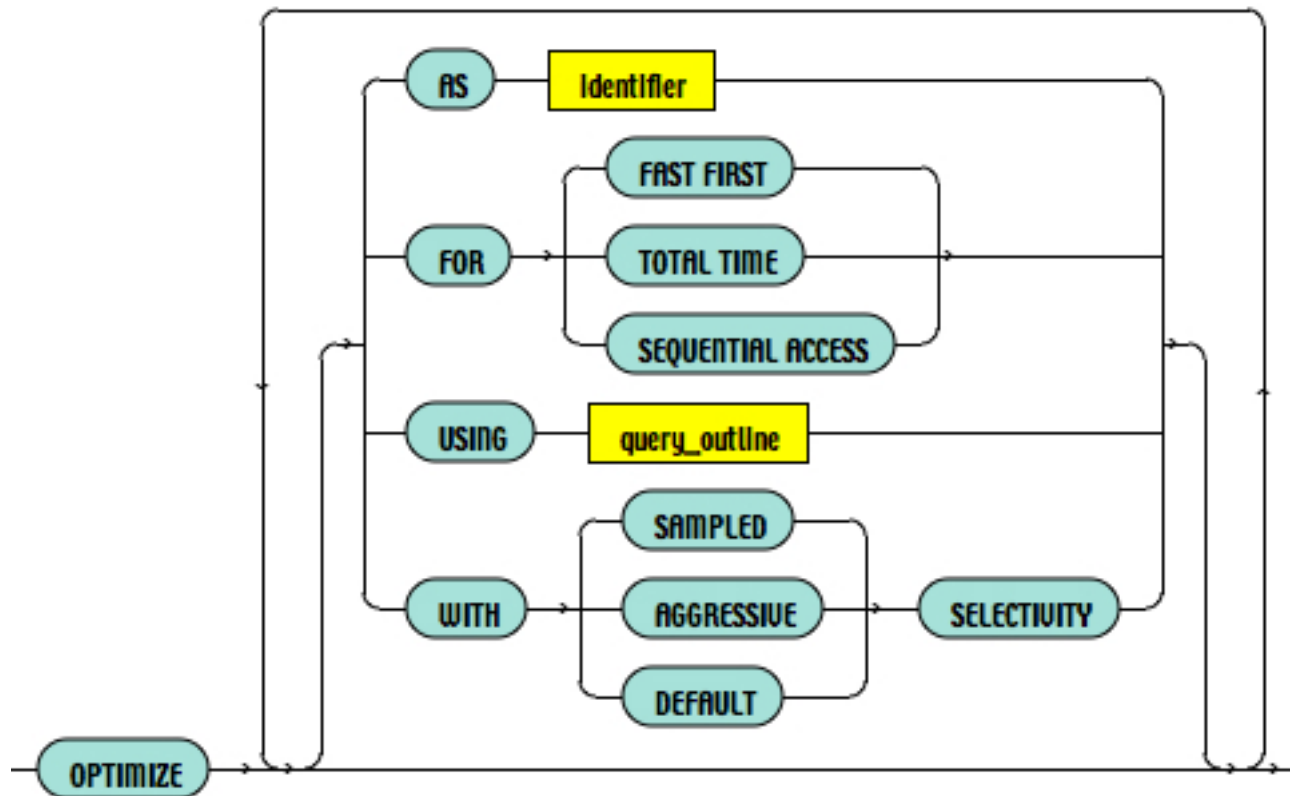 AS identifier
FAST FIRST
FOR TOTAL TIME
SEQUENTIAL ACCESS
USING query_outline
SAMPLED
WITH AGGRESSIVE SELECTIVITY
DEFAULT
OPTIMIZE